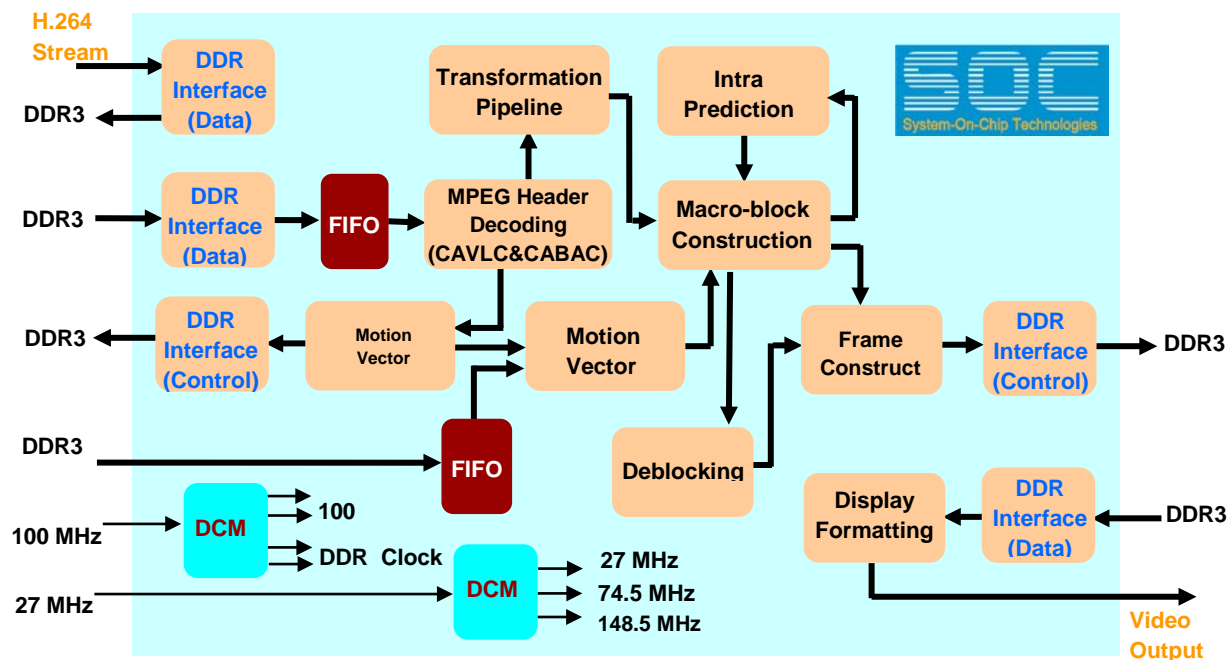 H.264
Stream
DDR
Interface
(Data)
DDR3
Transformation
Pipeline
Intra
Prediction
SOC
System-On-Chip Technologies
DDR3
DDR
Interface
(Data)
FIFO
MPEG Header
Decoding
(CAVLC&CABAC)
Macro-block
Construction
DDR3
DDR
Interface
(Control)
Motion
Vector
Motion
Vector
Frame
Construct
DDR
Interface
(Control)
DDR3
DDR3
FIFO
Deblocking
Display
Formatting
DDR
Interface
(Data)
DDR3
100 MHz
DCM
100
DDR Clock
27 MHz
DCM
27 MHz
74.5 MHz
148.5 MHz
Video
Output